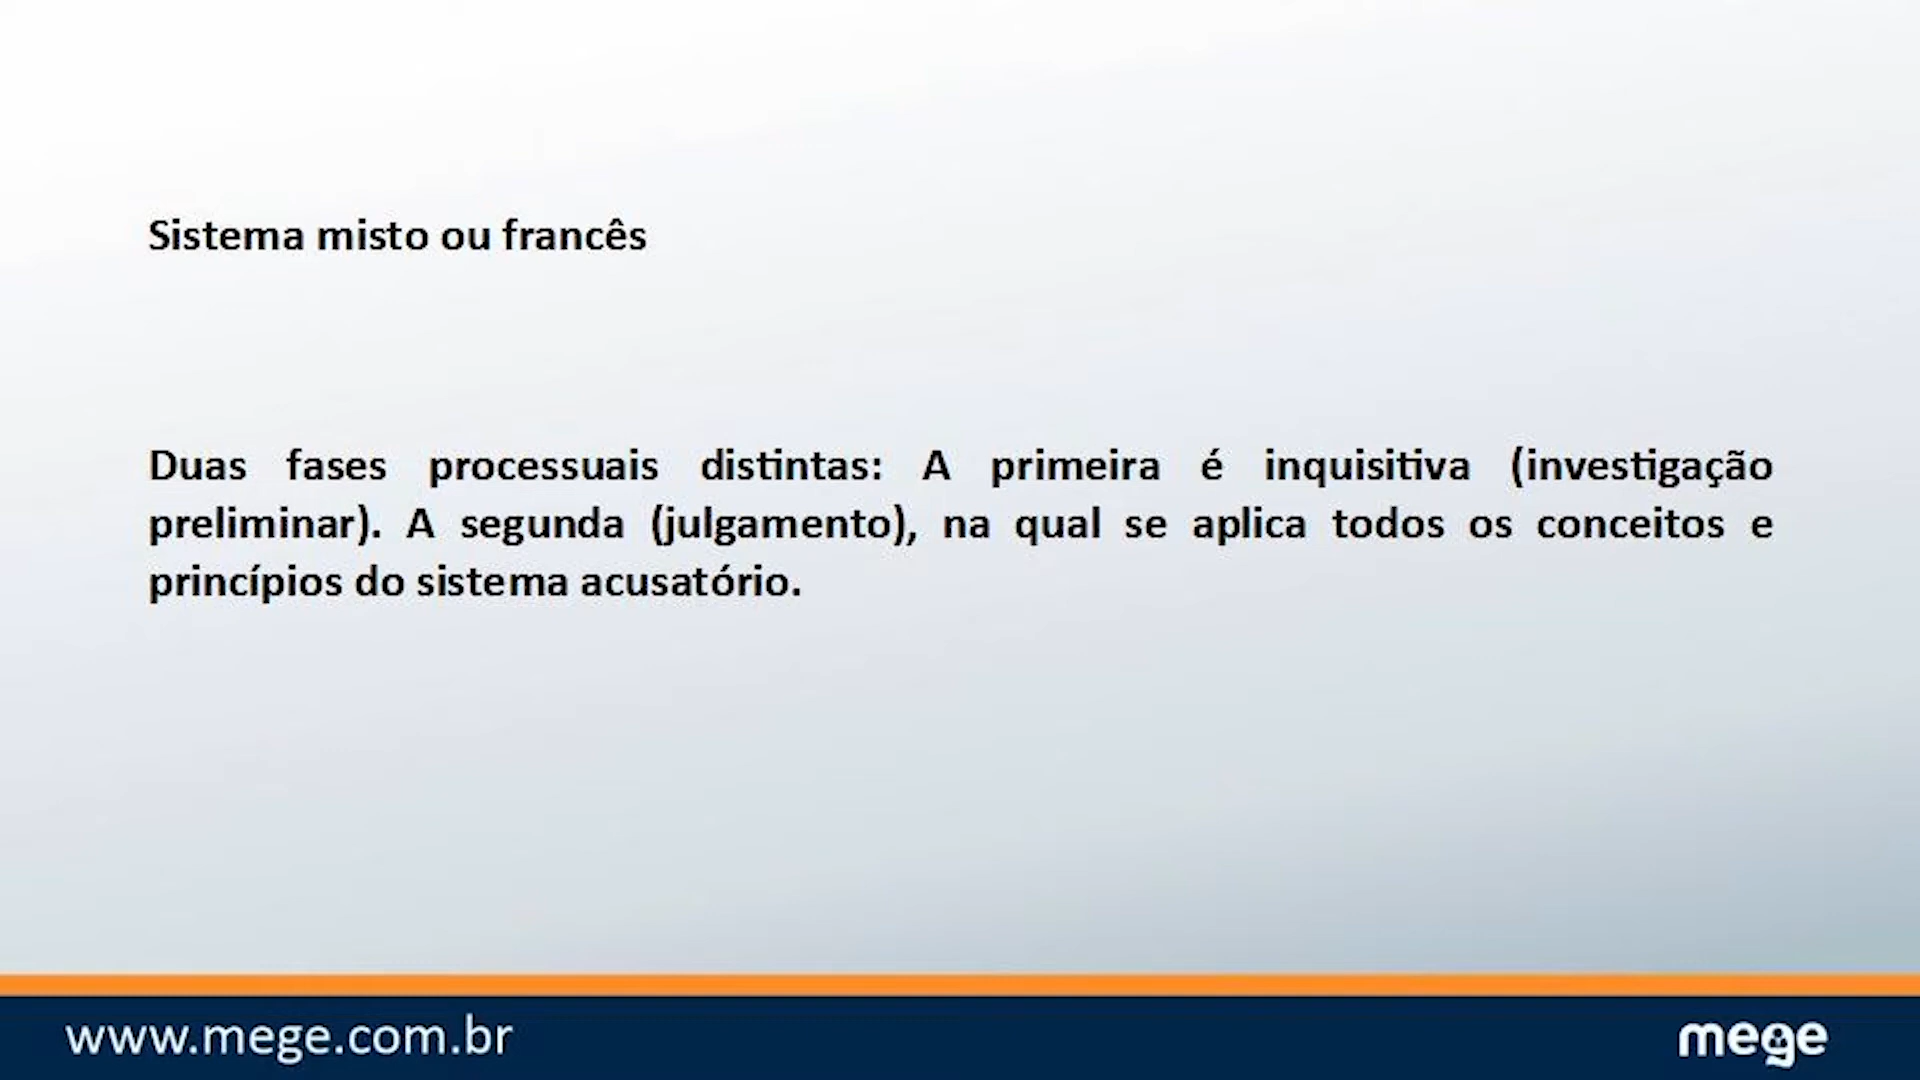 Sistema misto ou francês
Duas fases processuais distintas: A primeira é inquisitiva (investigação
preliminar). A segunda (julgamento), na qual se aplica todos os conceitos e
princípios do sistema acusatório.
www.mege.com.br
mege